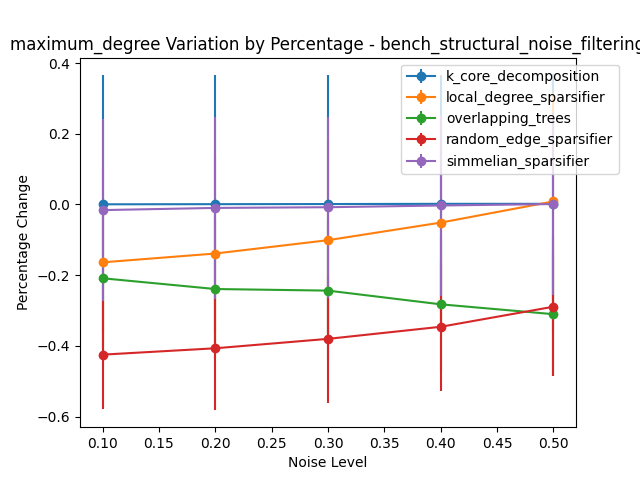 maximum_degree Variation by Percentage - bench_structural_noise_filtering
k_core_decomposition
local_degree_sparsifier
overlapping_trees
random_edge_sparsifier
simmelian_sparsifier
Percentage Change
0.4
0.2
0.0
−0.2
−0.4
−0.6
0.10 0.15 0.20 0.25 0.30 0.35 0.40 0.45 0.50
Noise Level